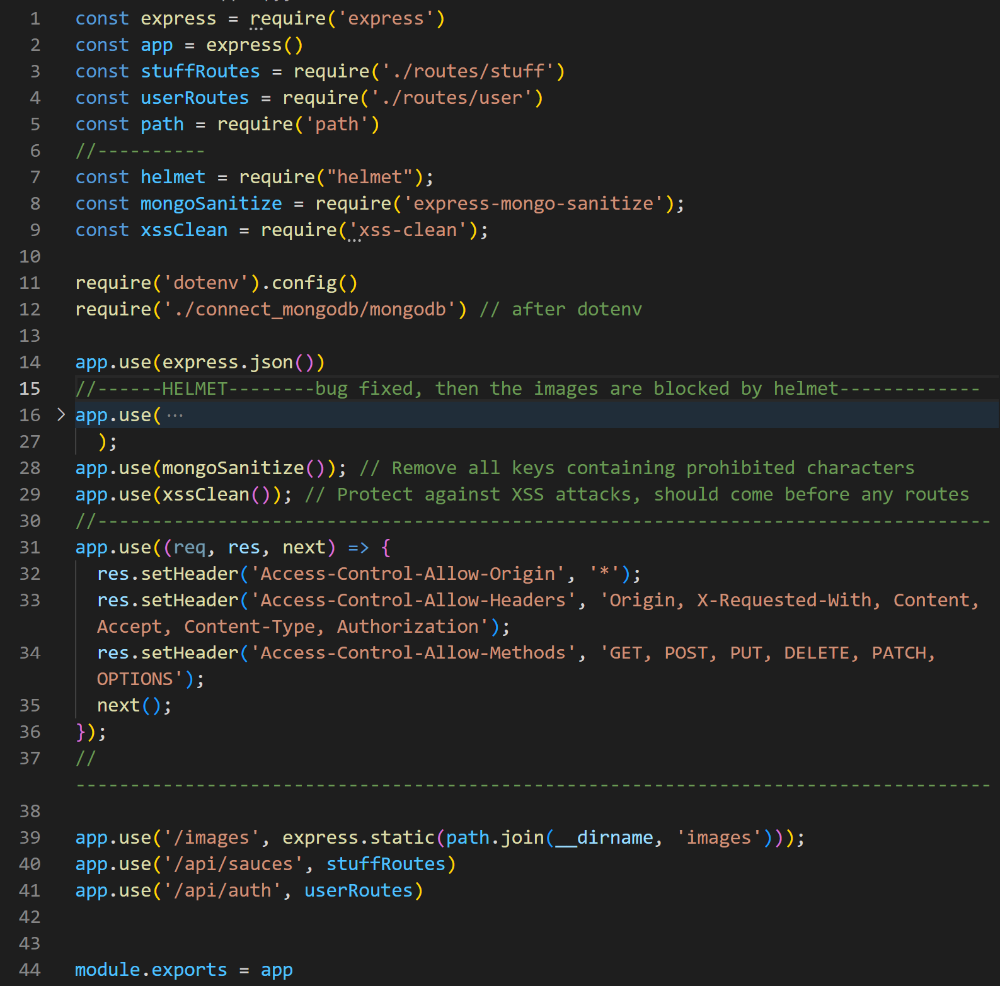 1 const express = require('express')
2 const app = express()
3 const stuffRoutes = require('./routes/stuff')
4 const userRoutes = require('./routes/user')
5 const path = require('path')
6 //----------
7 const helmet = require("helmet");
8 const mongoSanitize = require('express-mongo-sanitize');
9 const xssClean = require('xss-clean');
10
11 require('dotenv').config()
12 require('./connect_mongodb/mongodb') // after dotenv
13
14 app.use(express.json())
15 //------HELMET--------bug fixed, then the images are blocked by helmet-------------
16 > app.use( ···
27   );
28 app.use(mongoSanitize()); // Remove all keys containing prohibited characters
29 app.use(xssClean()); // Protect against XSS attacks, should come before any routes
30 //----------------------------------------------------------------------------------
31 app.use((req, res, next) => {
32   res.setHeader('Access-Control-Allow-Origin', '*');
33   res.setHeader('Access-Control-Allow-Headers', 'Origin, X-Requested-With, Content,
Accept, Content-Type, Authorization');
34   res.setHeader('Access-Control-Allow-Methods', 'GET, POST, PUT, DELETE, PATCH,
OPTIONS');
35   next();
36 });
37 //
------------------------------------------------------------------------------------
38
39 app.use('/images', express.static(path.join(__dirname, 'images')));
40 app.use('/api/sauces', stuffRoutes)
41 app.use('/api/auth', userRoutes)
42
43
44 module.exports = app